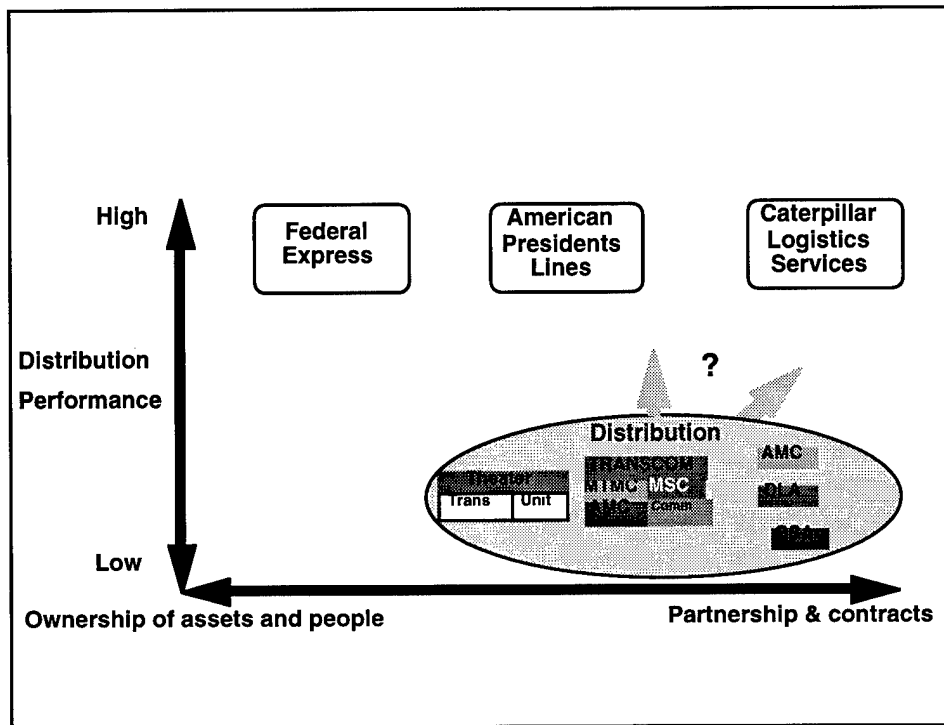 High
Federal
Express
American
Presidents
Lines
Caterpillar
Logistics
Services
Distribution
Performance
?
Distribution
TRANSCOM
MTMC MSC
AMC Comm
Theater
Trans Unit
AMC
DLA
GSA
Low
Ownership of assets and people
Partnership & contracts